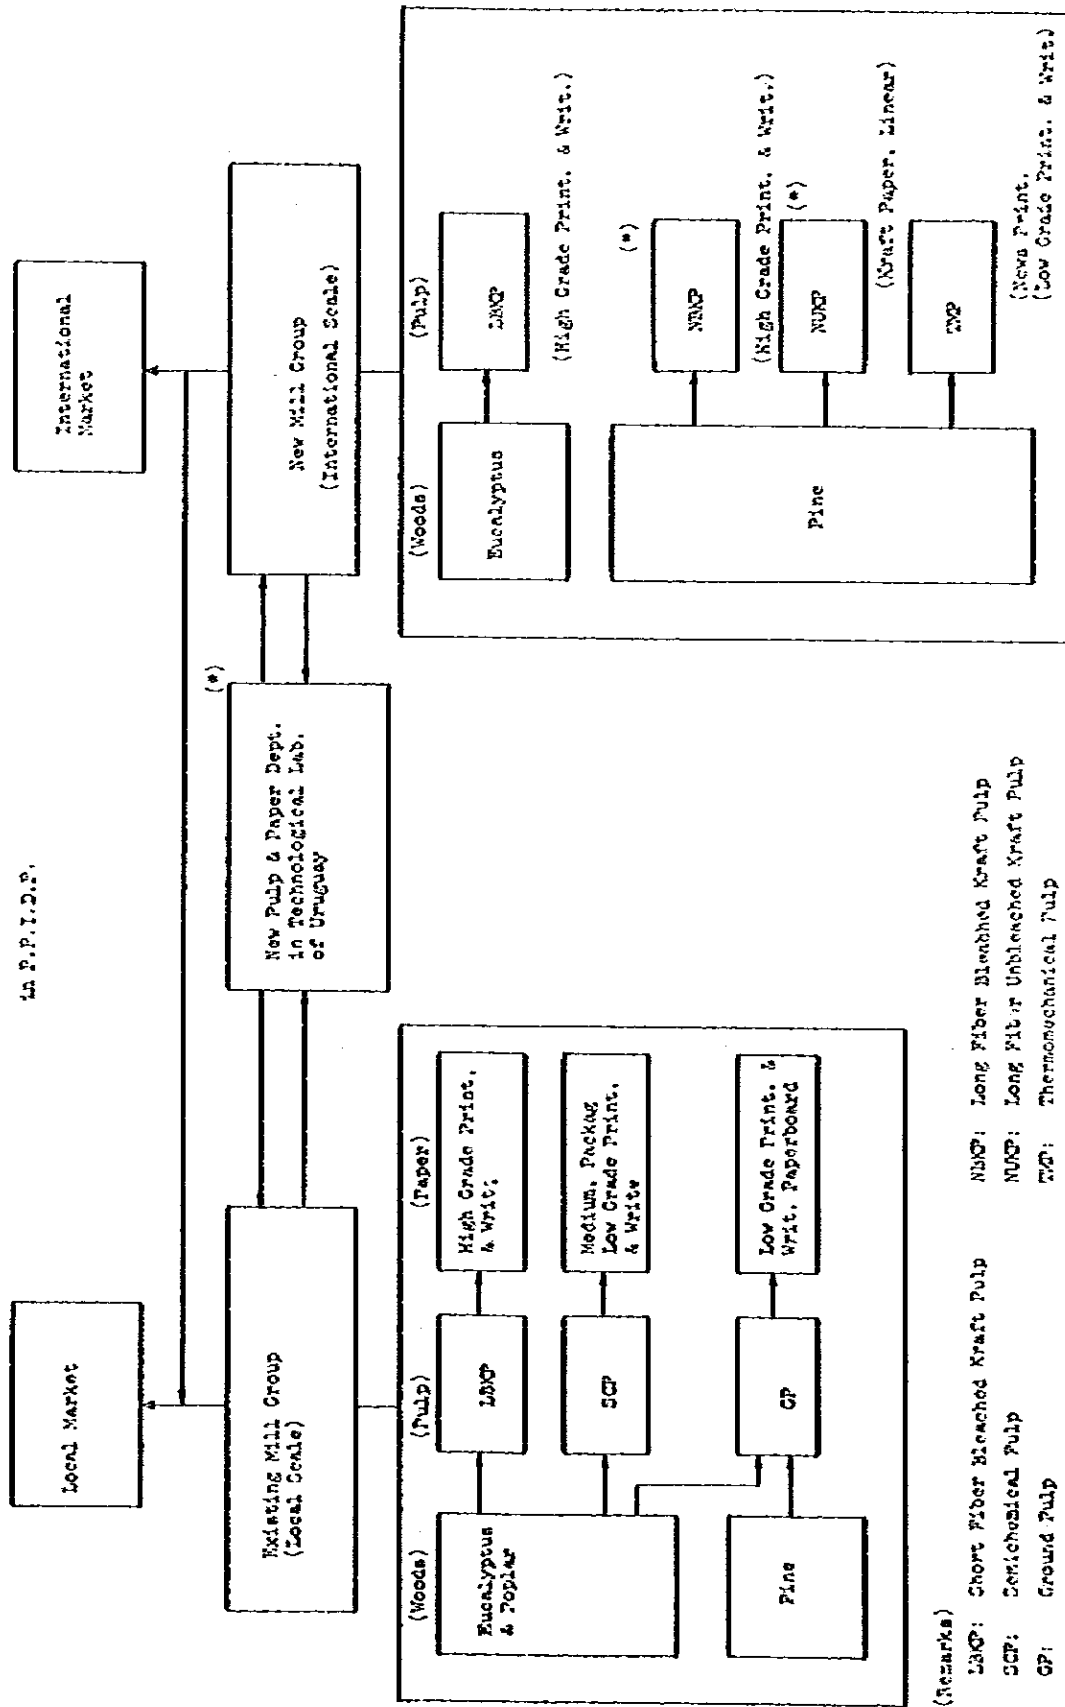 in P.P.I.D.P.
Local Market
International
Market
Existing Mill Group
(Local Scale)
(*)
New Pulp & Paper Dept.
in Technological Lab.
of Uruguay
New Mill Group
(International Scale)
(Woods)
(Pulp)
(Paper)
Eucalyptus
& Poplar
LBKP
High Grade Print.
& Writ.
SCP
Medium, Packag
Low Grade Print.
& Write
Pine
GP
Low Grade Print. &
Writ. Paperboard
(Woods)
(Pulp)
Eucalyptus
LBKP
(High Grade Print. & Writ.)
Pine
(*)
NBKP
(High Grade Print. & Writ.)
(*)
NUKP
(Kraft Paper, Linear)
TMP
(News Print.
(Low Grade Print. & Writ)
(Remarks)
LBKP: Short Fiber Bleached Kraft Pulp
SCP: Semichemical Pulp
GP: Ground Pulp
NBKP: Long Fiber Bleanhed Kraft Pulp
NUKP: Long Fiber Unbleached Kraft Pulp
TMP: Thermomechanical Pulp